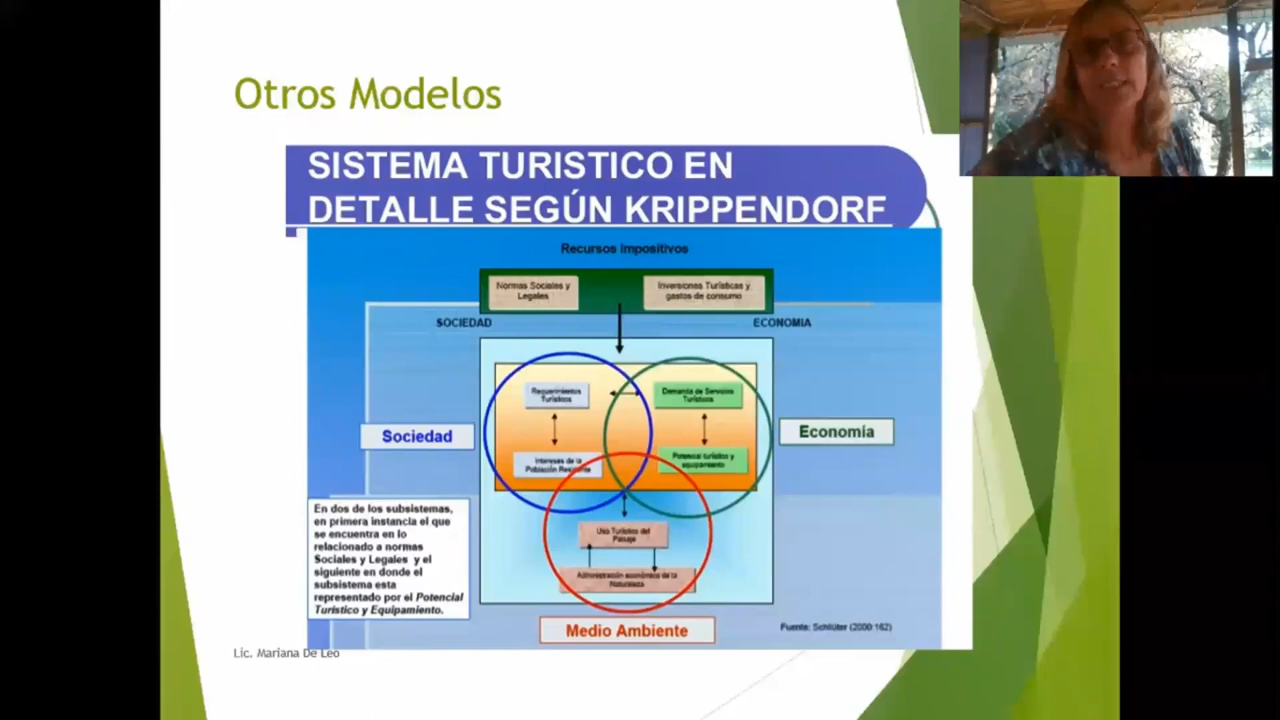 Otros Modelos
SISTEMA TURISTICO EN
DETALLE SEGÚN KRIPPENDORF
Recursos Impositivos
Normas Sociales y
Legales
Inversiones Turísticas y
gastos de consumo
SOCIEDAD
ECONOMIA
Requerimientos
Turísticos
Demanda de Servicios
Turísticos
Sociedad
Economía
Intereses de la
Población Residente
Potencial turístico y
equipamiento
En dos de los subsistemas,
en primera instancia el que
se encuentra en lo
relacionado a normas
Sociales y Legales y el
siguiente en donde el
subsistema esta
representado por el Potencial
Turístico y Equipamiento.
Uso Turístico del
Paisaje
Administración económica de la
Naturaleza
Medio Ambiente
Fuente: Schlüter (2000:162)
Lic. Mariana De Leo